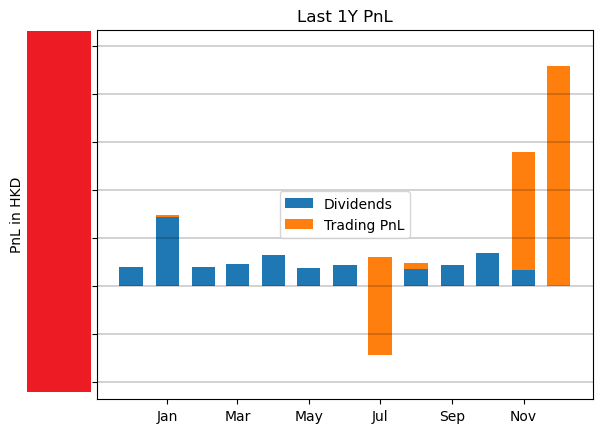 Last 1Y PnL
PnL in HKD
Dividends
Trading PnL
Jan Mar May Jul Sep Nov